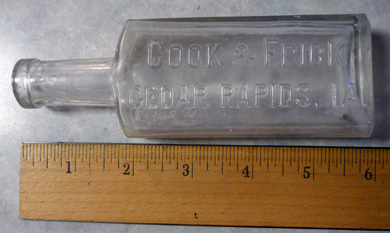 COOK & FRICK
CEDAR RAPIDS, IA
1 2 3 4 5 6